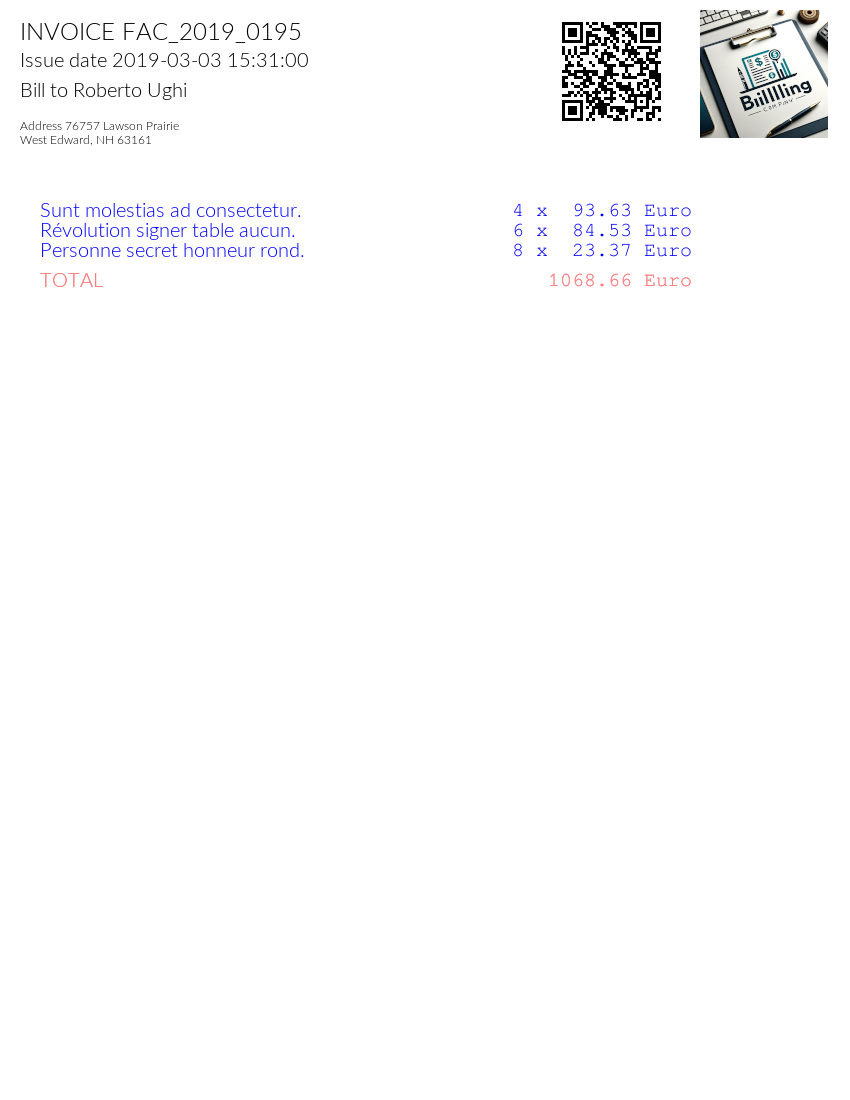 INVOICE FAC_2019_0195
Issue date 2019-03-03 15:31:00
Bill to Roberto Ughi
Address 76757 Lawson Prairie
West Edward, NH 63161
Biilllling
COMPANY
Sunt molestias ad consectetur. 4 x 93.63 Euro
Révolution signer table aucun. 6 x 84.53 Euro
Personne secret honneur rond. 8 x 23.37 Euro
TOTAL 1068.66 Euro